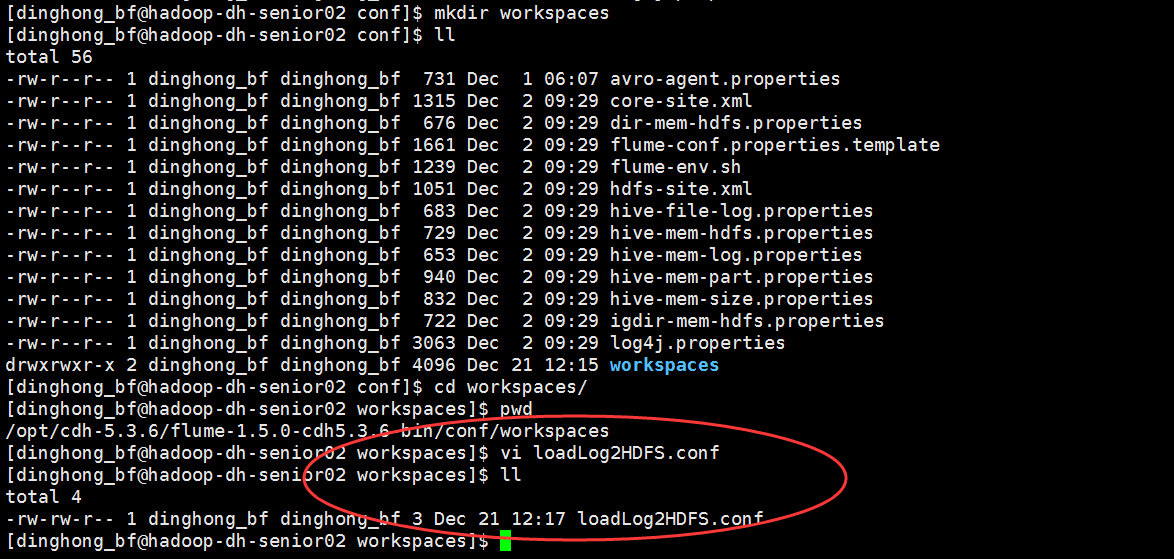 [dinghong_bf@hadoop-dh-senior02 conf]$ mkdir workspaces
[dinghong_bf@hadoop-dh-senior02 conf]$ ll
total 56
-rw-r--r-- 1 dinghong_bf dinghong_bf  731 Dec  1 06:07 avro-agent.properties
-rw-r--r-- 1 dinghong_bf dinghong_bf 1315 Dec  2 09:29 core-site.xml
-rw-r--r-- 1 dinghong_bf dinghong_bf  676 Dec  2 09:29 dir-mem-hdfs.properties
-rw-r--r-- 1 dinghong_bf dinghong_bf 1661 Dec  2 09:29 flume-conf.properties.template
-rw-r--r-- 1 dinghong_bf dinghong_bf 1239 Dec  2 09:29 flume-env.sh
-rw-r--r-- 1 dinghong_bf dinghong_bf 1051 Dec  2 09:29 hdfs-site.xml
-rw-r--r-- 1 dinghong_bf dinghong_bf  683 Dec  2 09:29 hive-file-log.properties
-rw-r--r-- 1 dinghong_bf dinghong_bf  729 Dec  2 09:29 hive-mem-hdfs.properties
-rw-r--r-- 1 dinghong_bf dinghong_bf  653 Dec  2 09:29 hive-mem-log.properties
-rw-r--r-- 1 dinghong_bf dinghong_bf  940 Dec  2 09:29 hive-mem-part.properties
-rw-r--r-- 1 dinghong_bf dinghong_bf  832 Dec  2 09:29 hive-mem-size.properties
-rw-r--r-- 1 dinghong_bf dinghong_bf  722 Dec  2 09:29 igdir-mem-hdfs.properties
-rw-r--r-- 1 dinghong_bf dinghong_bf 3063 Dec  2 09:29 log4j.properties
drwxrwxr-x 2 dinghong_bf dinghong_bf 4096 Dec 21 12:15 workspaces
[dinghong_bf@hadoop-dh-senior02 conf]$ cd workspaces/
[dinghong_bf@hadoop-dh-senior02 workspaces]$ pwd
/opt/cdh-5.3.6/flume-1.5.0-cdh5.3.6-bin/conf/workspaces
[dinghong_bf@hadoop-dh-senior02 workspaces]$ vi loadLog2HDFS.conf
[dinghong_bf@hadoop-dh-senior02 workspaces]$ ll
total 4
-rw-rw-r-- 1 dinghong_bf dinghong_bf 3 Dec 21 12:17 loadLog2HDFS.conf
[dinghong_bf@hadoop-dh-senior02 workspaces]$